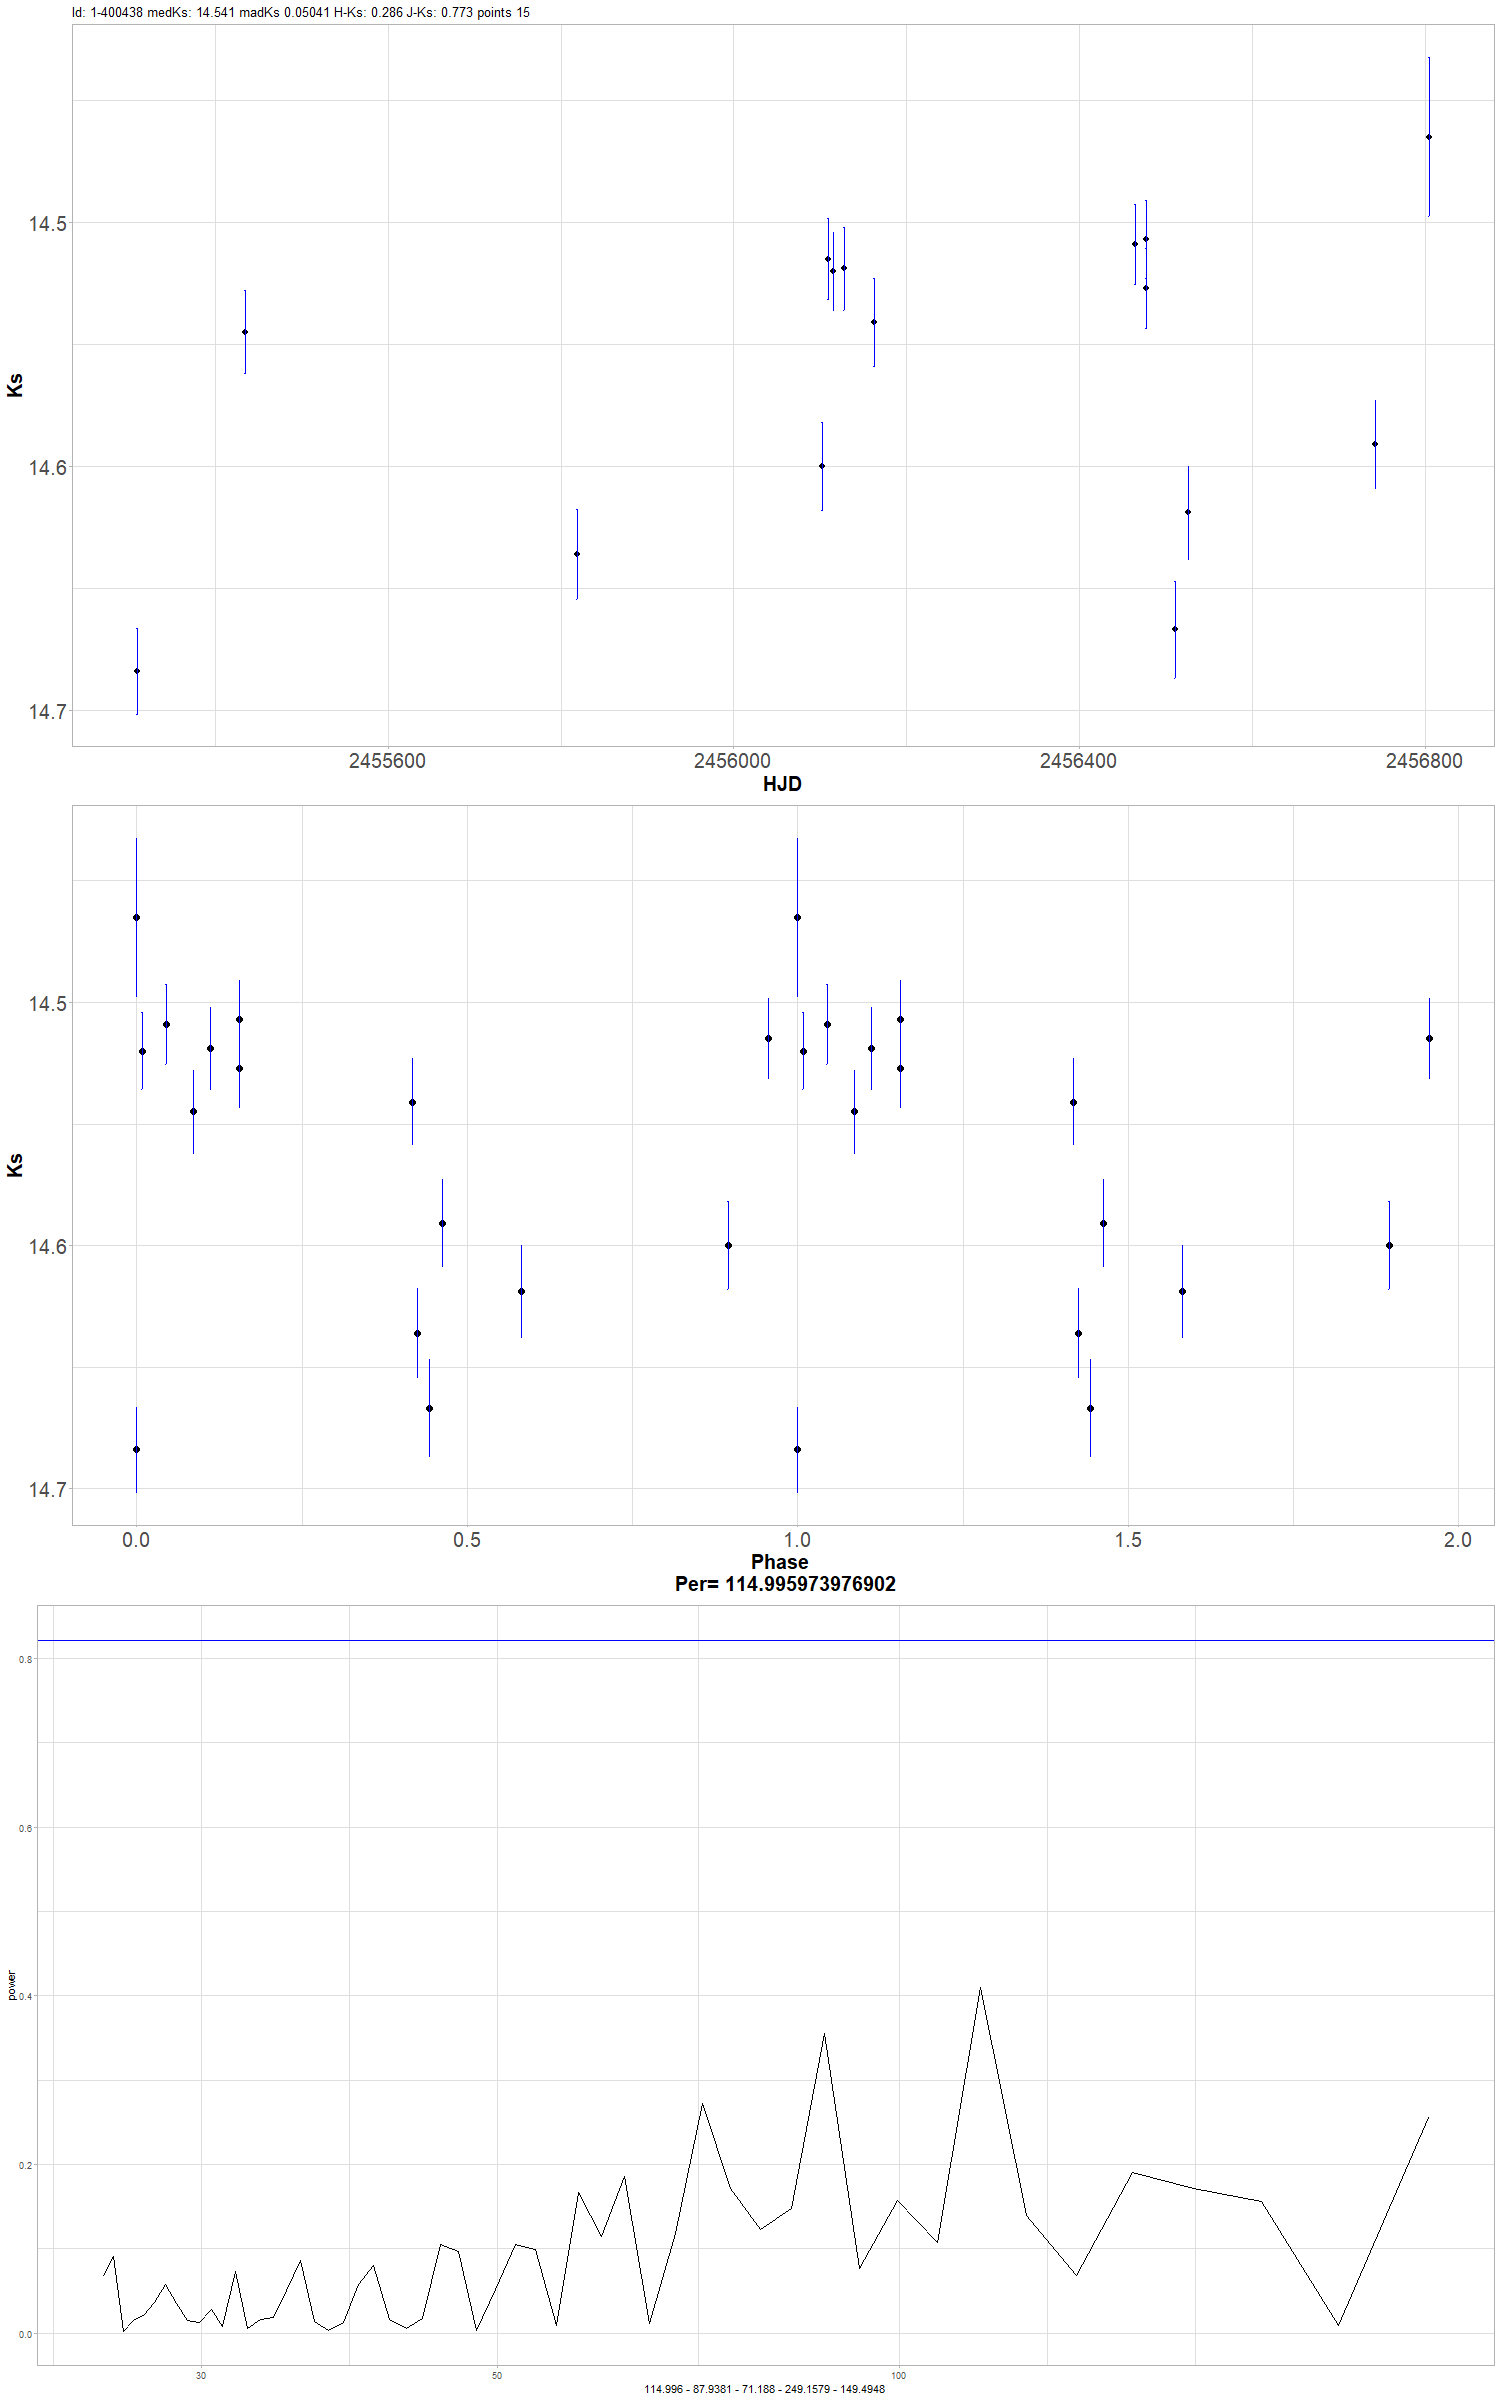 Id: 1-400438 medKs: 14.541 madKs 0.05041 H-Ks: 0.286 J-Ks: 0.773 points 15
14.5
14.6
14.7
Ks
2455600 2456000 2456400 2456800
HJD
14.5
14.6
14.7
Ks
0.0 0.5 1.0 1.5 2.0
Phase
Per= 114.995973976902
0.8
0.6
0.4
0.2
0.0
power
30 50 100
114.996 - 87.9381 - 71.188 - 249.1579 - 149.4948